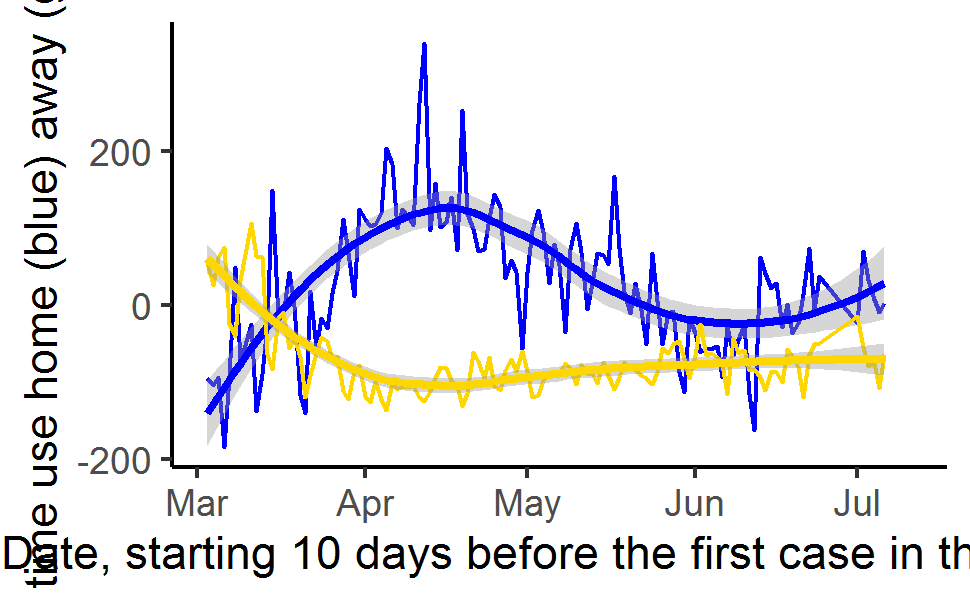 time use home (blue) away (
200
0
-200
Mar Apr May Jun Jul
Date, starting 10 days before the first case in th